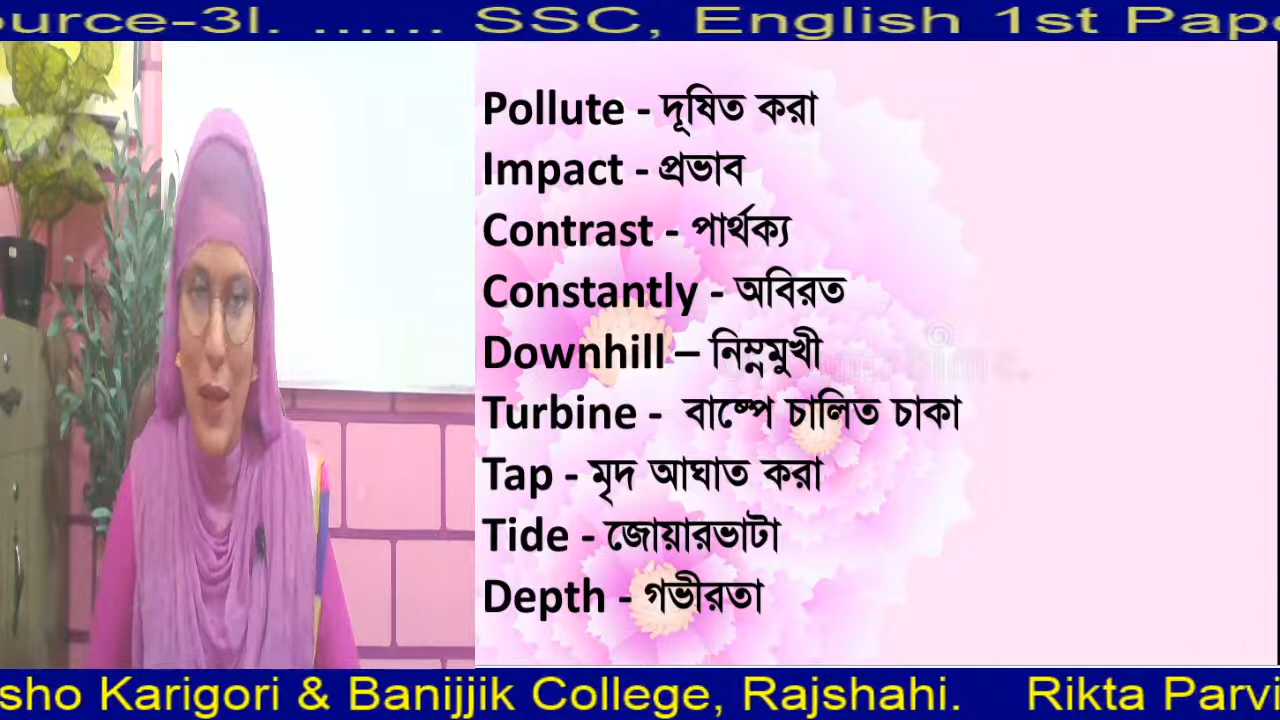 ource-3l. ...... SSC, English 1st Pape
Pollute - দূষিত করা
Impact - প্রভাব
Contrast - পার্থক্য
Constantly - অবিরত
Downhill – নিম্নমুখী
Turbine - বাষ্পে চালিত চাকা
Tap - মৃদ আঘাত করা
Tide - জোয়ারভাটা
Depth - গভীরতা
sho Karigori & Banijjik College, Rajshahi. Rikta Parvi